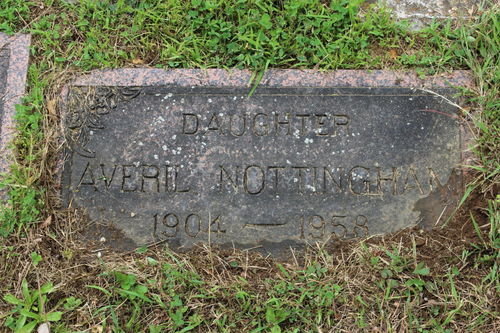 DAUGHTER
AVERIL NOTTINGHAM
1904 — 1958